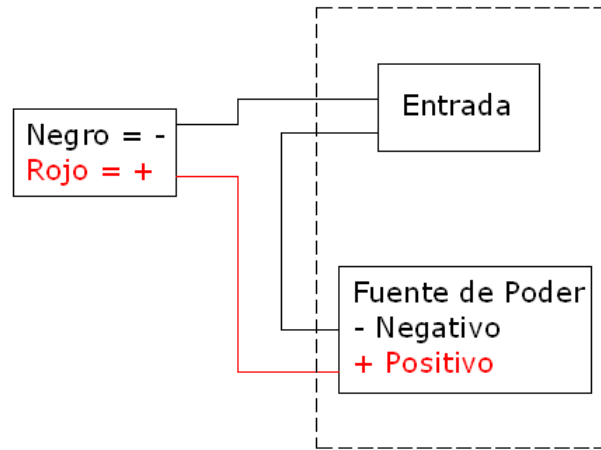 Entrada
Negro = -
Rojo = +
Fuente de Poder
- Negativo
+ Positivo